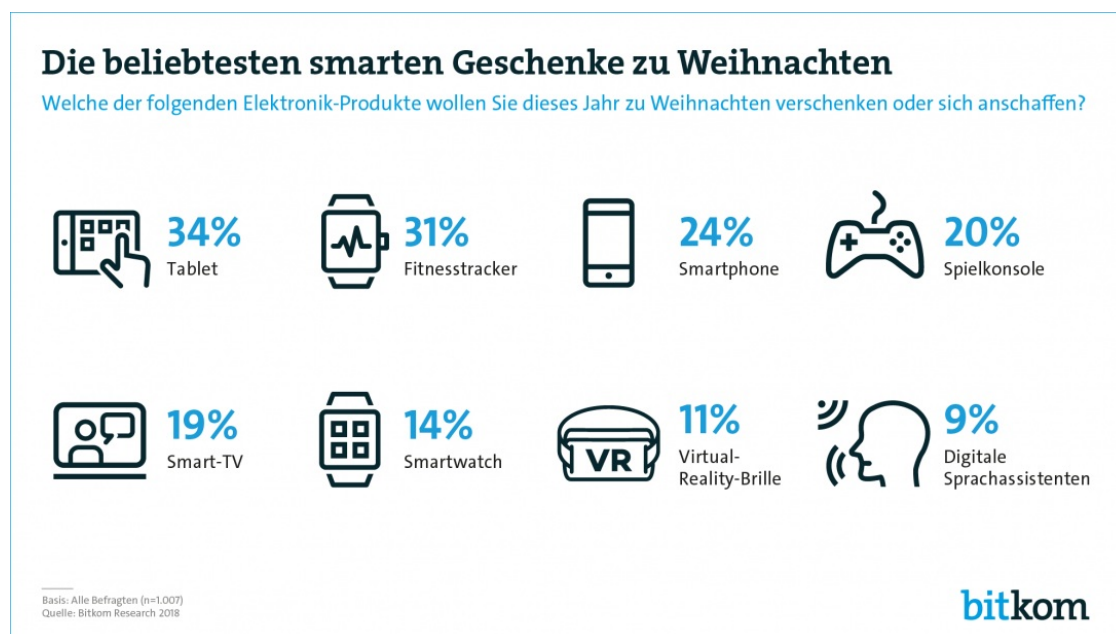 Die beliebtesten smarten Geschenke zu Weihnachten
Welche der folgenden Elektronik-Produkte wollen Sie dieses Jahr zu Weihnachten verschenken oder sich anschaffen?
34%
Tablet
31%
Fitnesstracker
24%
Smartphone
20%
Spielkonsole
19%
Smart-TV
14%
Smartwatch
VR
11%
Virtual-
Reality-Brille
9%
Digitale
Sprachassistenten
Basis: Alle Befragten (n=1.007)
Quelle: Bitkom Research 2018
bitkom